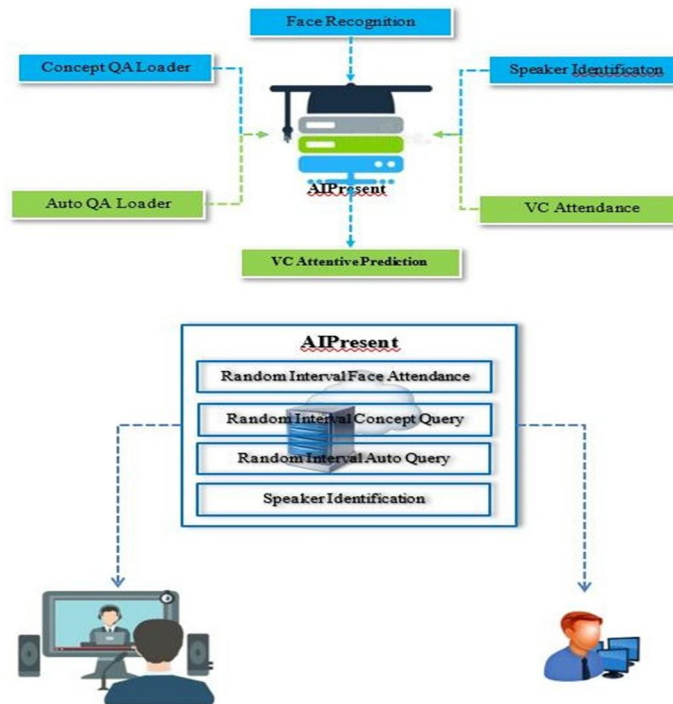 Face Recognition
Concept QA Loader
Speaker Identificaton
AIPresent
Auto QA Loader
VC Attendance
VC Attentive Prediction
AIPresent
Random Interval Face Attendance
Random Interval Concept Query
Random Interval Auto Query
Speaker Identification